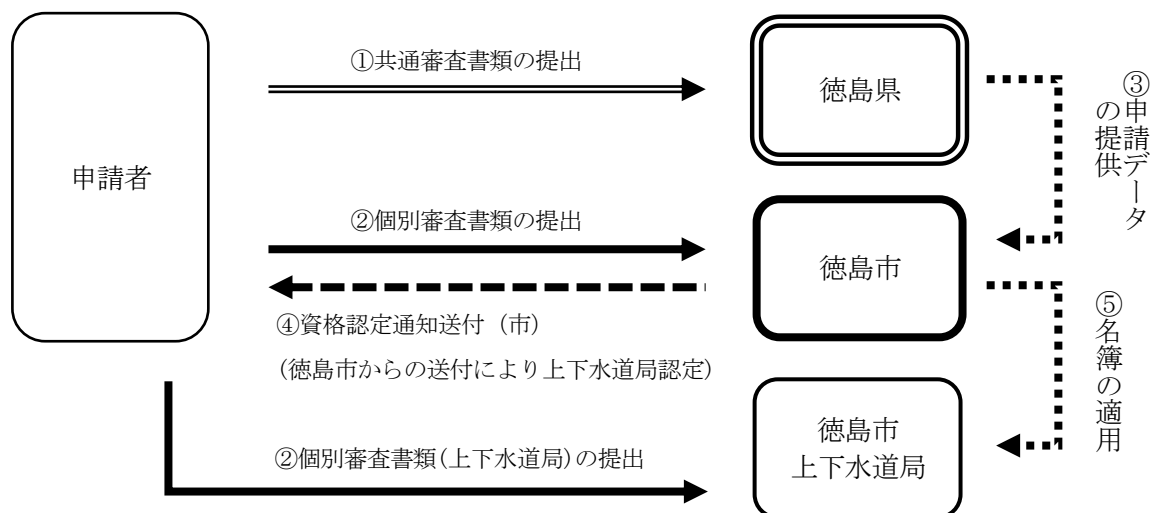 ①共通審査書類の提出
徳島県
③申請データ
の提供
申請者
②個別審査書類の提出
徳島市
④資格認定通知送付（市）
(徳島市からの送付により上下水道局認定)
⑤名簿の適用
②個別審査書類(上下水道局)の提出
徳島市
上下水道局